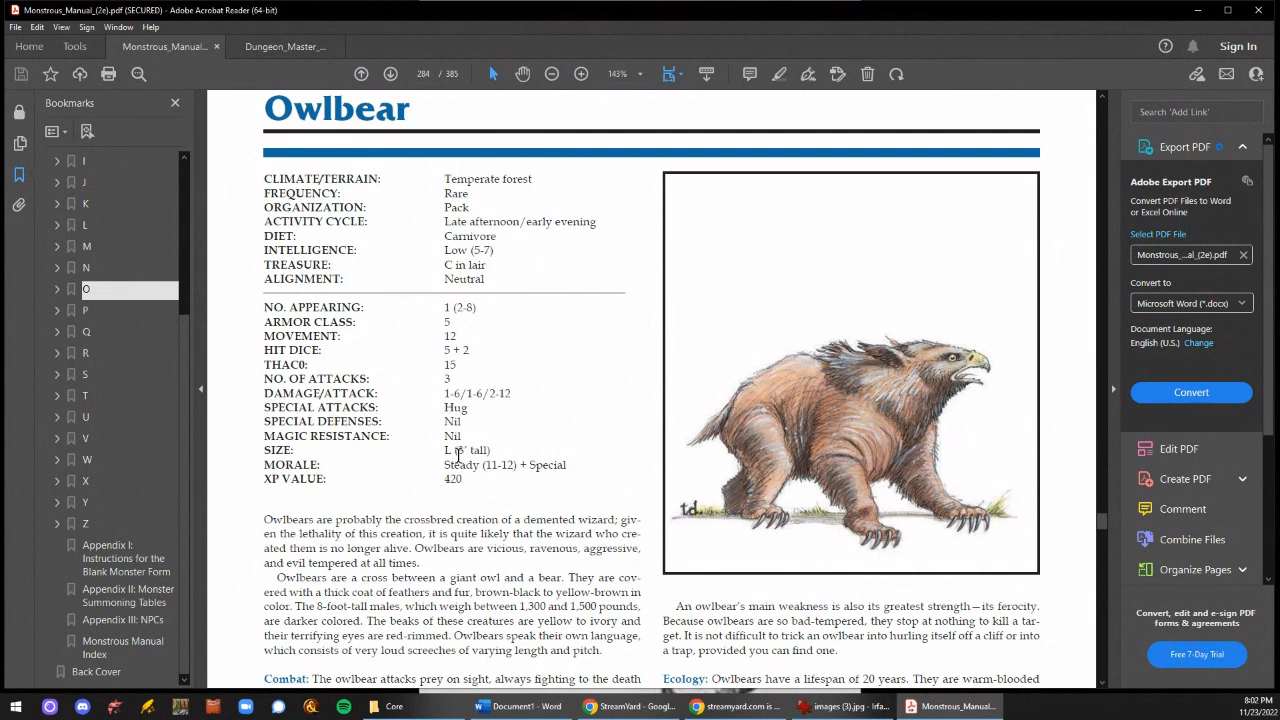 Monstrous_Manual_(2e).pdf (SECURED) - Adobe Acrobat Reader (64-bit)
File Edit View Sign Window Help
Home Tools Monstrous_Manual... × Dungeon_Master_... Sign In
284 / 385 143%
Bookmarks
I
J
K
L
M
N
O
P
Q
R
S
T
U
V
W
X
Y
Z
Appendix I:
Instructions for the
Blank Monster Form
Appendix II: Monster
Summoning Tables
Appendix III: NPCs
Monstrous Manual
Index
Back Cover
Owlbear
CLIMATE/TERRAIN: Temperate forest
FREQUENCY: Rare
ORGANIZATION: Pack
ACTIVITY CYCLE: Late afternoon/early evening
DIET: Carnivore
INTELLIGENCE: Low (5-7)
TREASURE: C in lair
ALIGNMENT: Neutral
NO. APPEARING: 1 (2-8)
ARMOR CLASS: 5
MOVEMENT: 12
HIT DICE: 5 + 2
THAC0: 15
NO. OF ATTACKS: 3
DAMAGE/ATTACK: 1-6/1-6/2-12
SPECIAL ATTACKS: Hug
SPECIAL DEFENSES: Nil
MAGIC RESISTANCE: Nil
SIZE: L (8′ tall)
MORALE: Steady (11-12) + Special
XP VALUE: 420
Owlbears are probably the crossbred creation of a demented wizard; giv-
en the lethality of this creation, it is quite likely that the wizard who cre-
ated them is no longer alive. Owlbears are vicious, ravenous, aggressive,
and evil tempered at all times.
Owlbears are a cross between a giant owl and a bear. They are cov-
ered with a thick coat of feathers and fur, brown-black to yellow-brown in
color. The 8-foot-tall males, which weigh between 1,300 and 1,500 pounds,
are darker colored. The beaks of these creatures are yellow to ivory and
their terrifying eyes are red-rimmed. Owlbears speak their own language,
which consists of very loud screeches of varying length and pitch.
Combat: The owlbear attacks prey on sight, always fighting to the death
td.
An owlbear's main weakness is also its greatest strength—its ferocity.
Because owlbears are so bad-tempered, they stop at nothing to kill a tar-
get. It is not difficult to trick an owlbear into hurling itself off a cliff or into
a trap, provided you can find one.
Ecology: Owlbears have a lifespan of 20 years. They are warm-blooded
Search 'Add Link'
Export PDF
Adobe Export PDF
Convert PDF Files to Word
or Excel Online
Select PDF File
Monstrous_...al_(2e).pdf ×
Convert to
Microsoft Word (*.docx)
Document Language:
English (U.S.) Change
Convert
Edit PDF
Create PDF
Comment
Combine Files
Organize Pages
Convert, edit and e-sign PDF
forms & agreements
Free 7-Day Trial
Core Document1 - Word StreamYard - Googl... streamyard.com is ... images (3).jpg - Irfa... Monstrous_Manual... 8:02 PM
11/23/2022